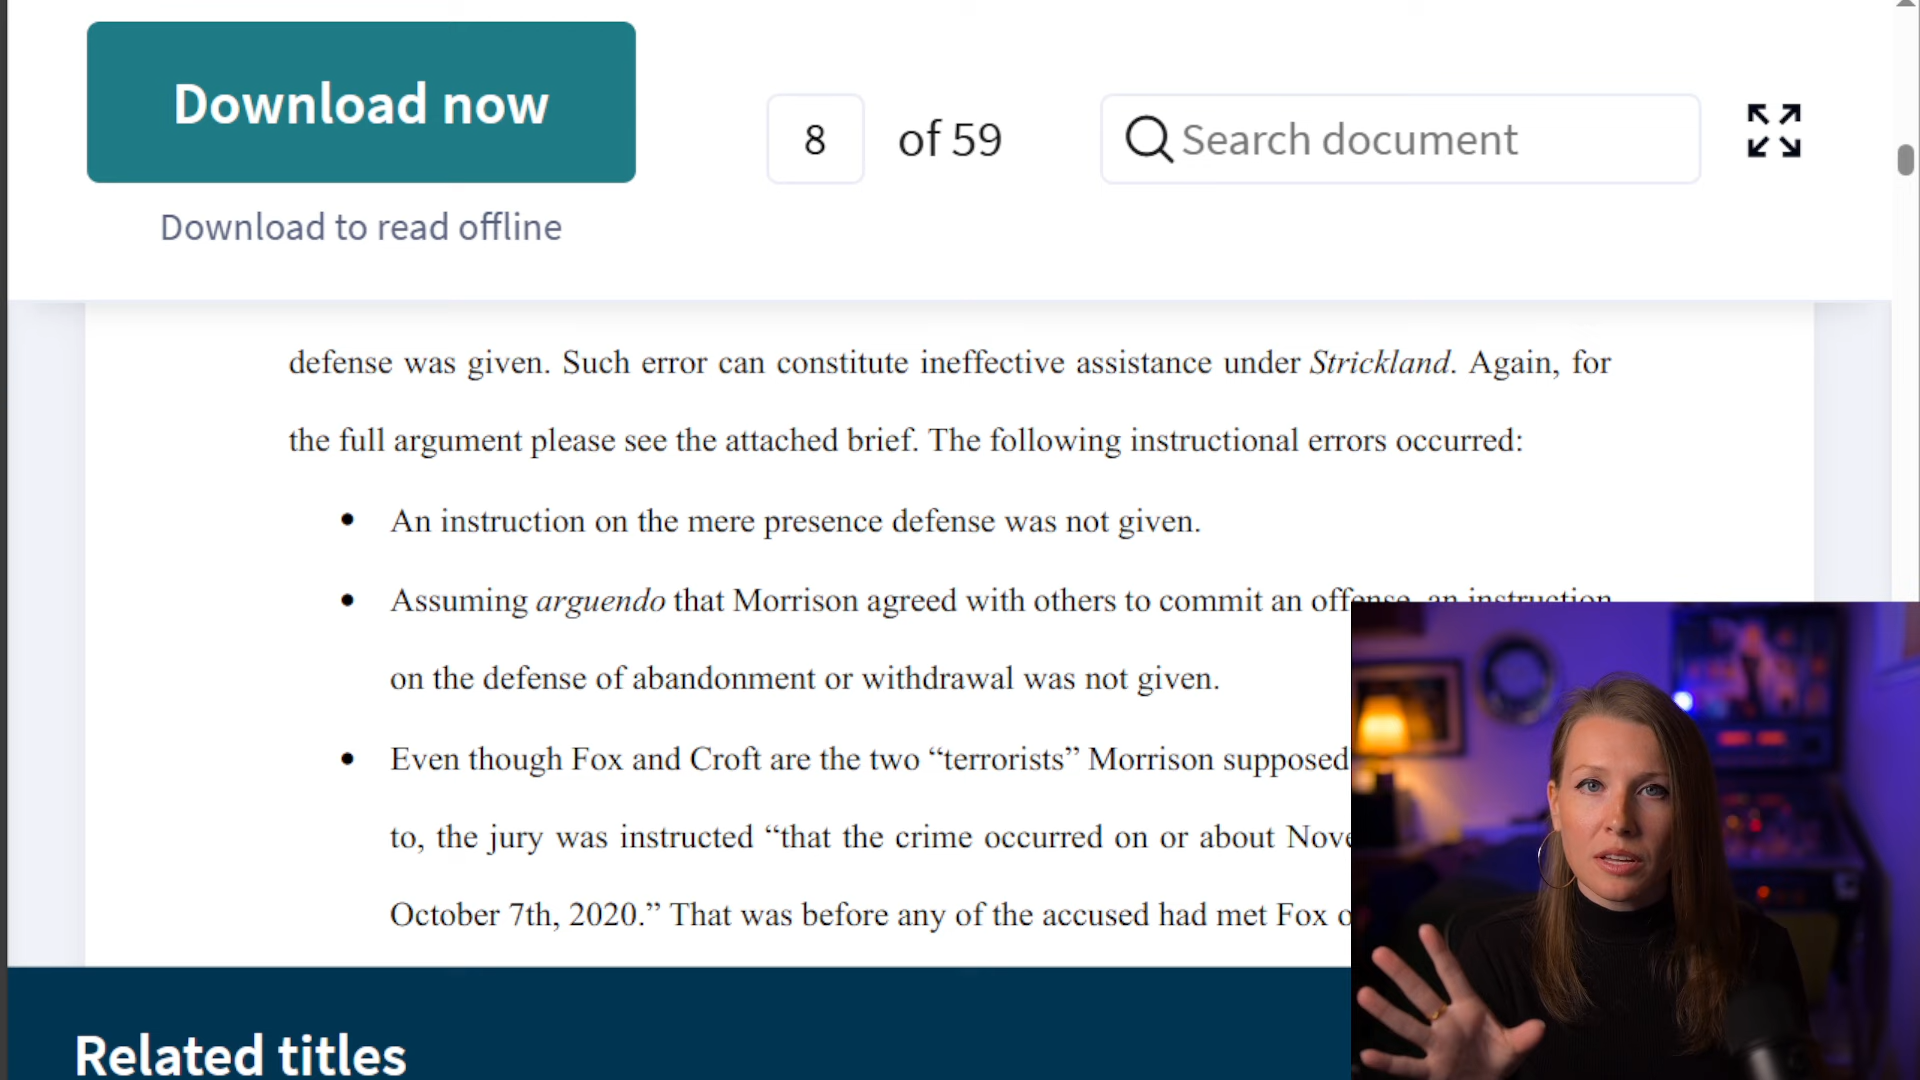 Download now
8 of 59
Search document
Download to read offline
defense was given. Such error can constitute ineffective assistance under Strickland. Again, for
the full argument please see the attached brief. The following instructional errors occurred:
• An instruction on the mere presence defense was not given.
• Assuming arguendo that Morrison agreed with others to commit an offense, an instruction
on the defense of abandonment or withdrawal was not given.
• Even though Fox and Croft are the two “terrorists” Morrison supposed
to, the jury was instructed “that the crime occurred on or about Nove
October 7th, 2020.” That was before any of the accused had met Fox
Related titles